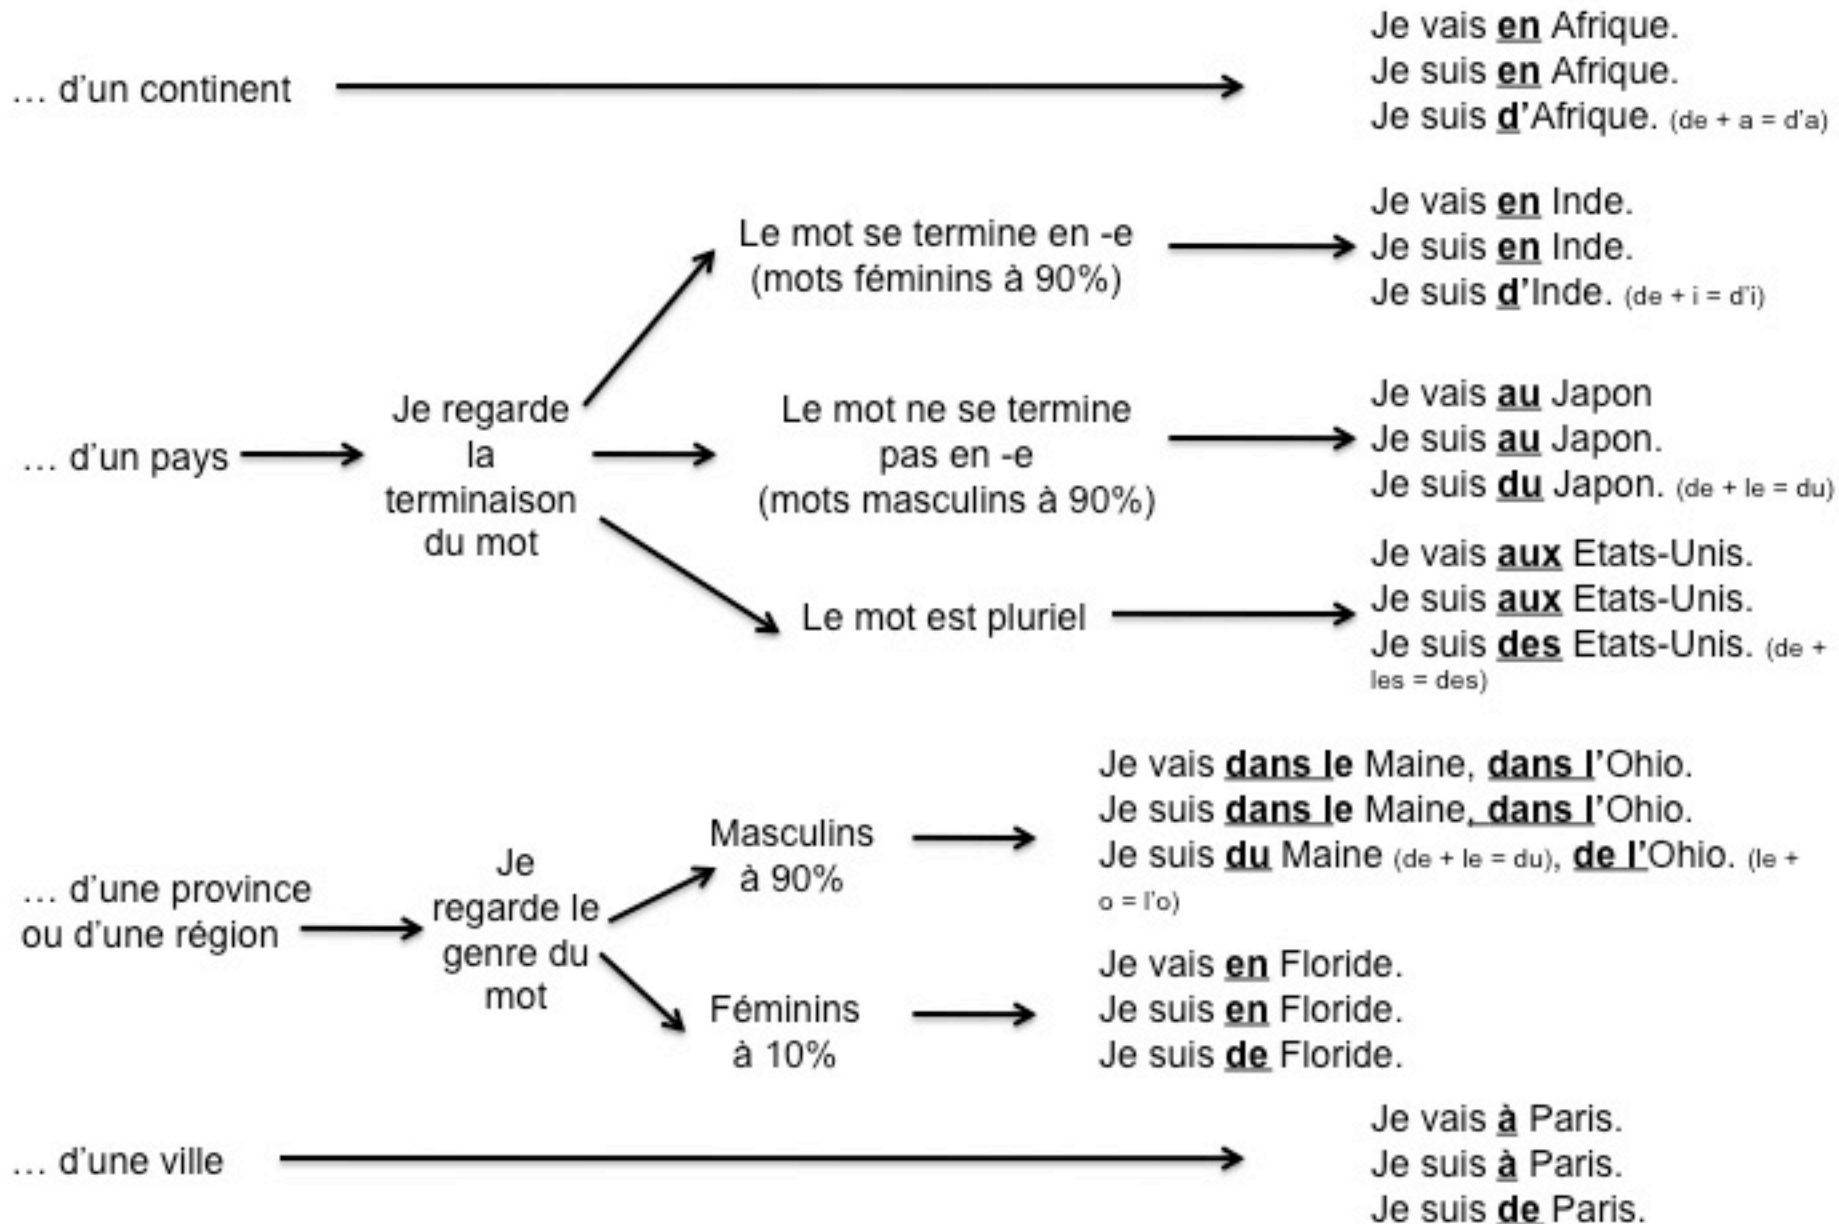 … d'un continent
Je vais en Afrique.
Je suis en Afrique.
Je suis d'Afrique. (de + a = d'a)
… d'un pays
Je regarde
la
terminaison
du mot
Le mot se termine en -e
(mots féminins à 90%)
Je vais en Inde.
Je suis en Inde.
Je suis d'Inde. (de + i = d'i)
Le mot ne se termine
pas en -e
(mots masculins à 90%)
Je vais au Japon
Je suis au Japon.
Je suis du Japon. (de + le = du)
Le mot est pluriel
Je vais aux Etats-Unis.
Je suis aux Etats-Unis.
Je suis des Etats-Unis. (de +
les = des)
… d'une province
ou d'une région
Je
regarde le
genre du
mot
Masculins
à 90%
Je vais dans le Maine, dans l'Ohio.
Je suis dans le Maine, dans l'Ohio.
Je suis du Maine (de + le = du), de l'Ohio. (le +
o = l'o)
Féminins
à 10%
Je vais en Floride.
Je suis en Floride.
Je suis de Floride.
… d'une ville
Je vais à Paris.
Je suis à Paris.
Je suis de Paris.